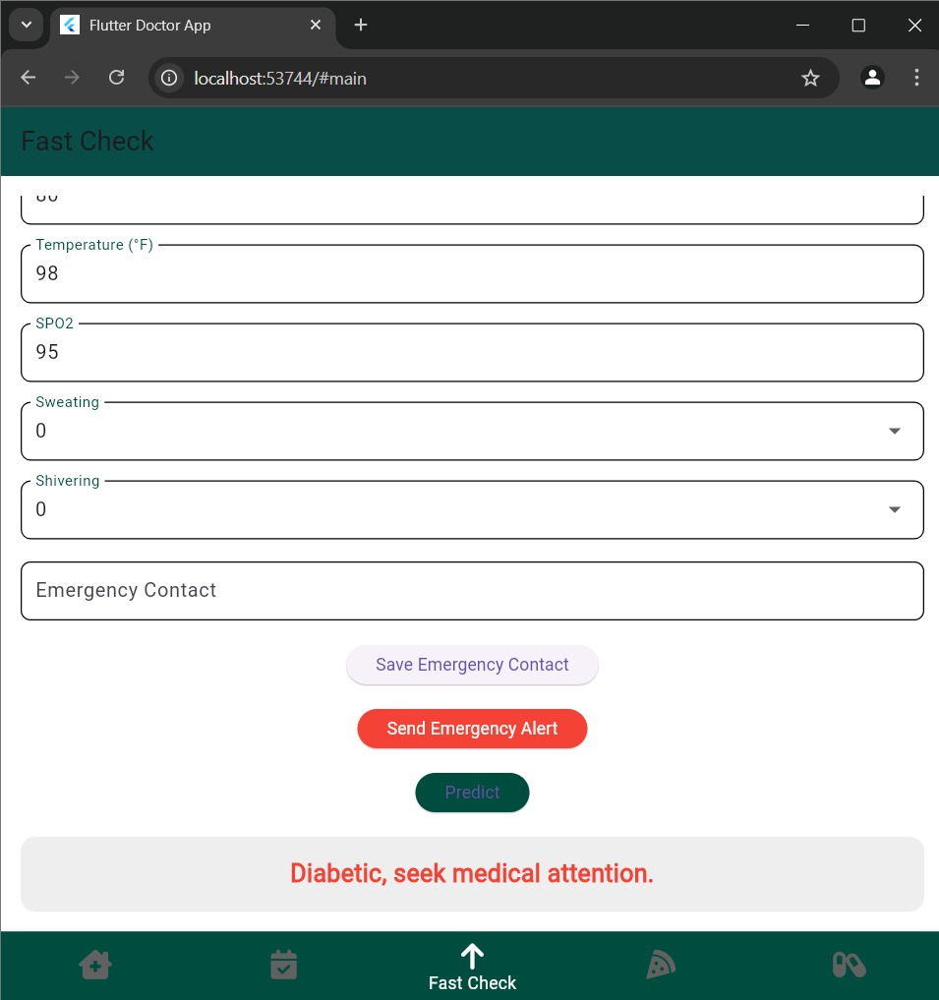 Flutter Doctor App
localhost:53744/#main
Fast Check
Temperature (°F)
98
SPO2
95
Sweating
0
Shivering
0
Emergency Contact
Save Emergency Contact
Send Emergency Alert
Predict
Diabetic, seek medical attention.
Fast Check